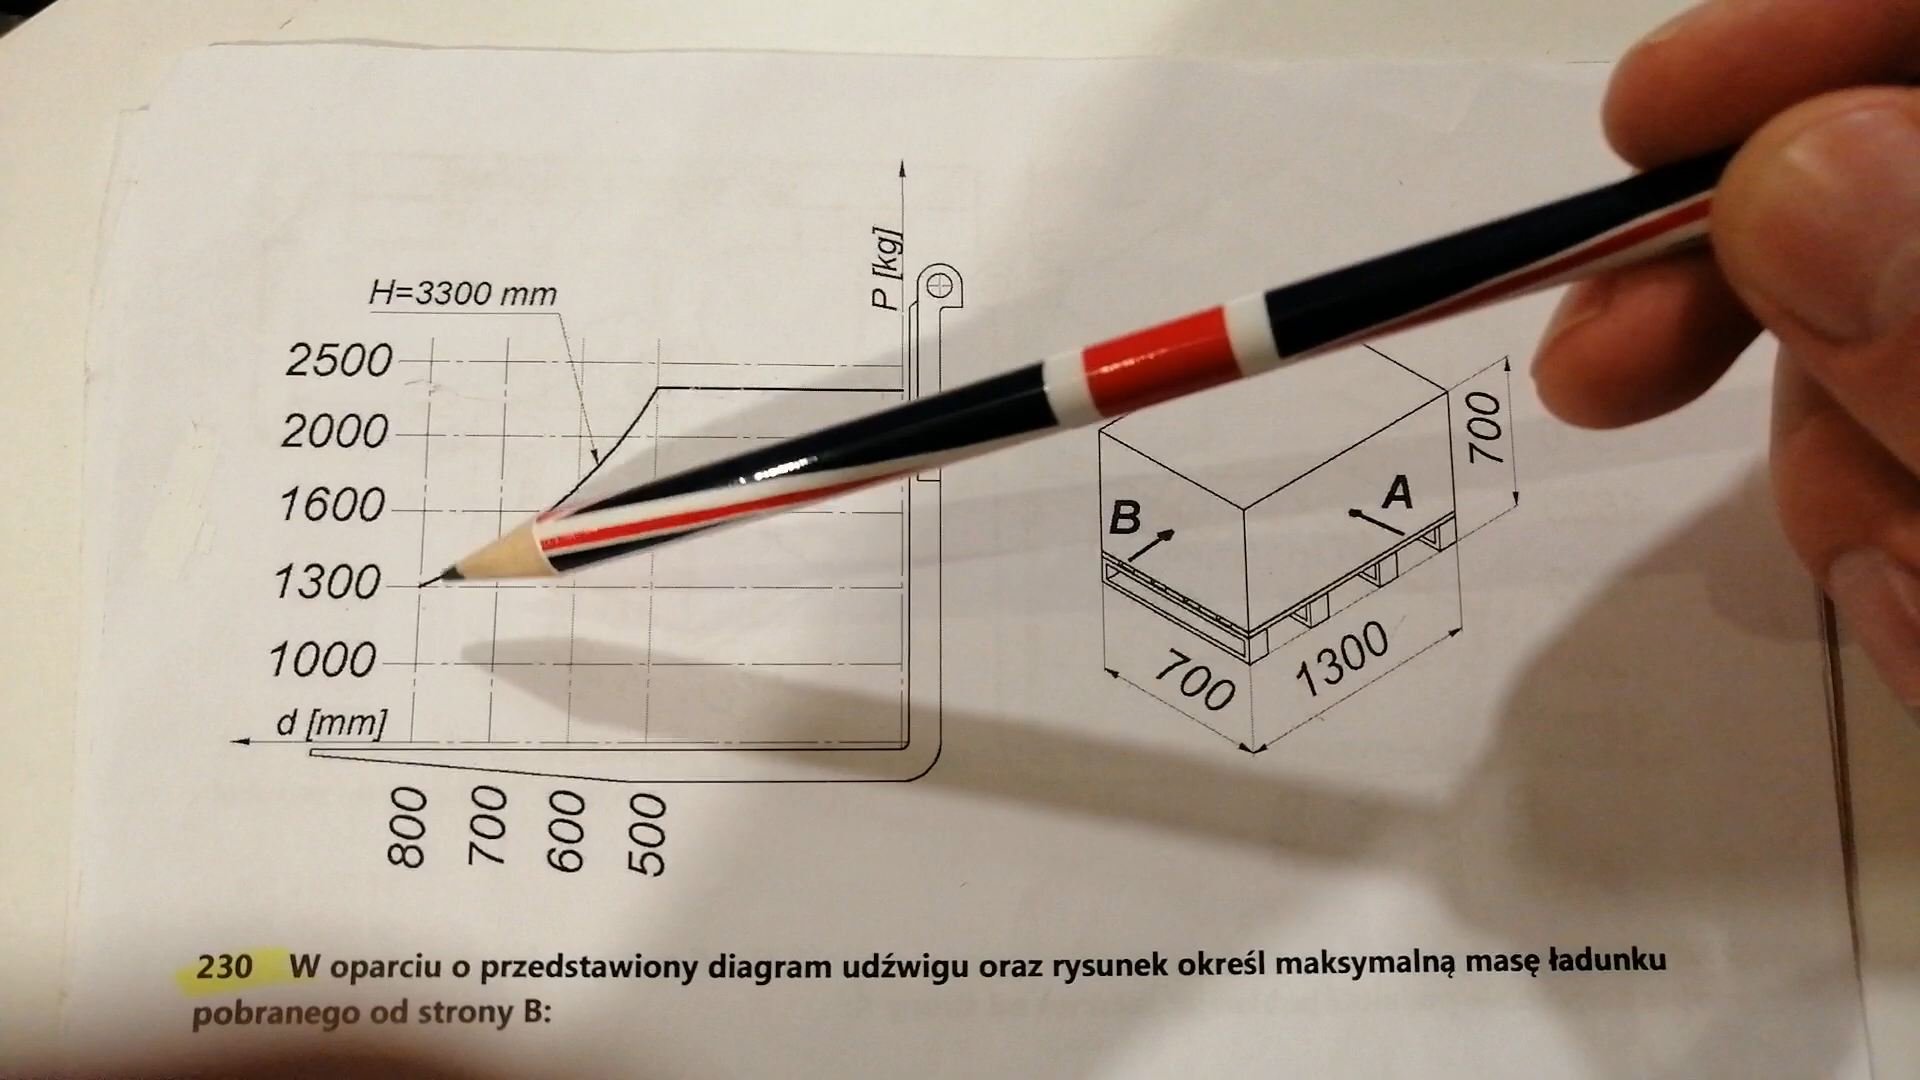 P [kg]
H=3300 mm
2500
2000
1600
1300
1000
d [mm]
800
700
600
500
700
A
B
700
1300
230 W oparciu o przedstawiony diagram udźwigu oraz rysunek określ maksymalną masę ładunku
pobranego od strony B: